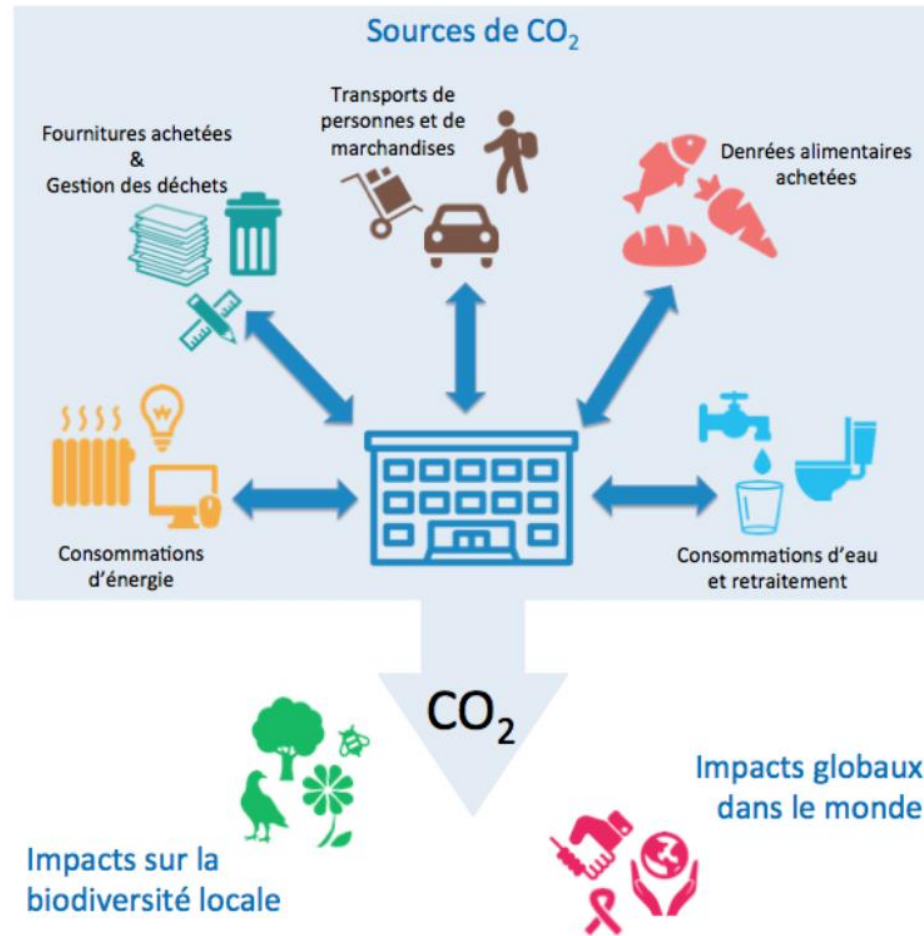 Sources de CO₂
Fournitures achetées
&
Gestion des déchets
Transports de
personnes et de
marchandises
Denrées alimentaires
achetées
Consommations
d'énergie
Consommations d'eau
et retraitement
CO₂
Impacts sur la
biodiversité locale
Impacts globaux
dans le monde